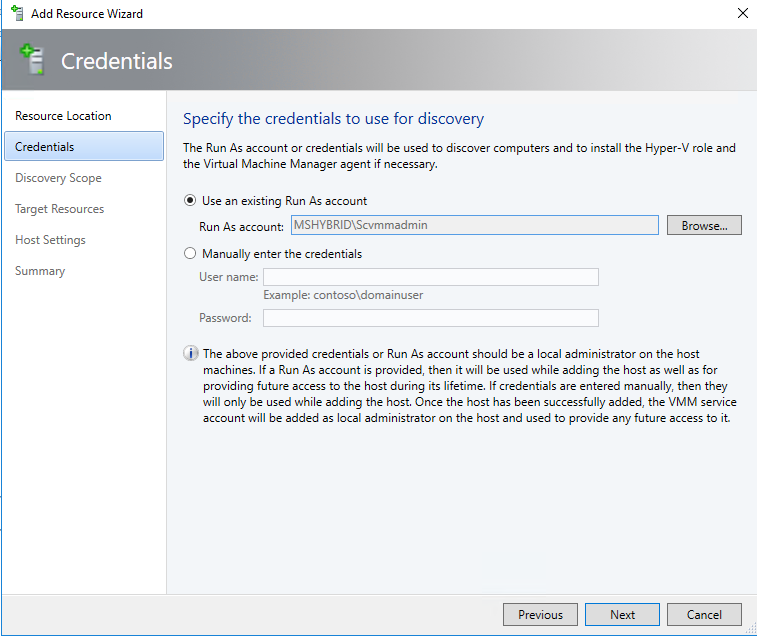 Add Resource Wizard
Credentials
Resource Location
Credentials
Discovery Scope
Target Resources
Host Settings
Summary
Specify the credentials to use for discovery
The Run As account or credentials will be used to discover computers and to install the Hyper-V role and
the Virtual Machine Manager agent if necessary.
Use an existing Run As account
Run As account: MSHYBRID\Scvmmadmin Browse...
Manually enter the credentials
User name:
Example: contoso\domainuser
Password:
The above provided credentials or Run As account should be a local administrator on the host
machines. If a Run As account is provided, then it will be used while adding the host as well as for
providing future access to the host during its lifetime. If credentials are entered manually, then they
will only be used while adding the host. Once the host has been successfully added, the VMM service
account will be added as local administrator on the host and used to provide any future access to it.
Previous Next Cancel